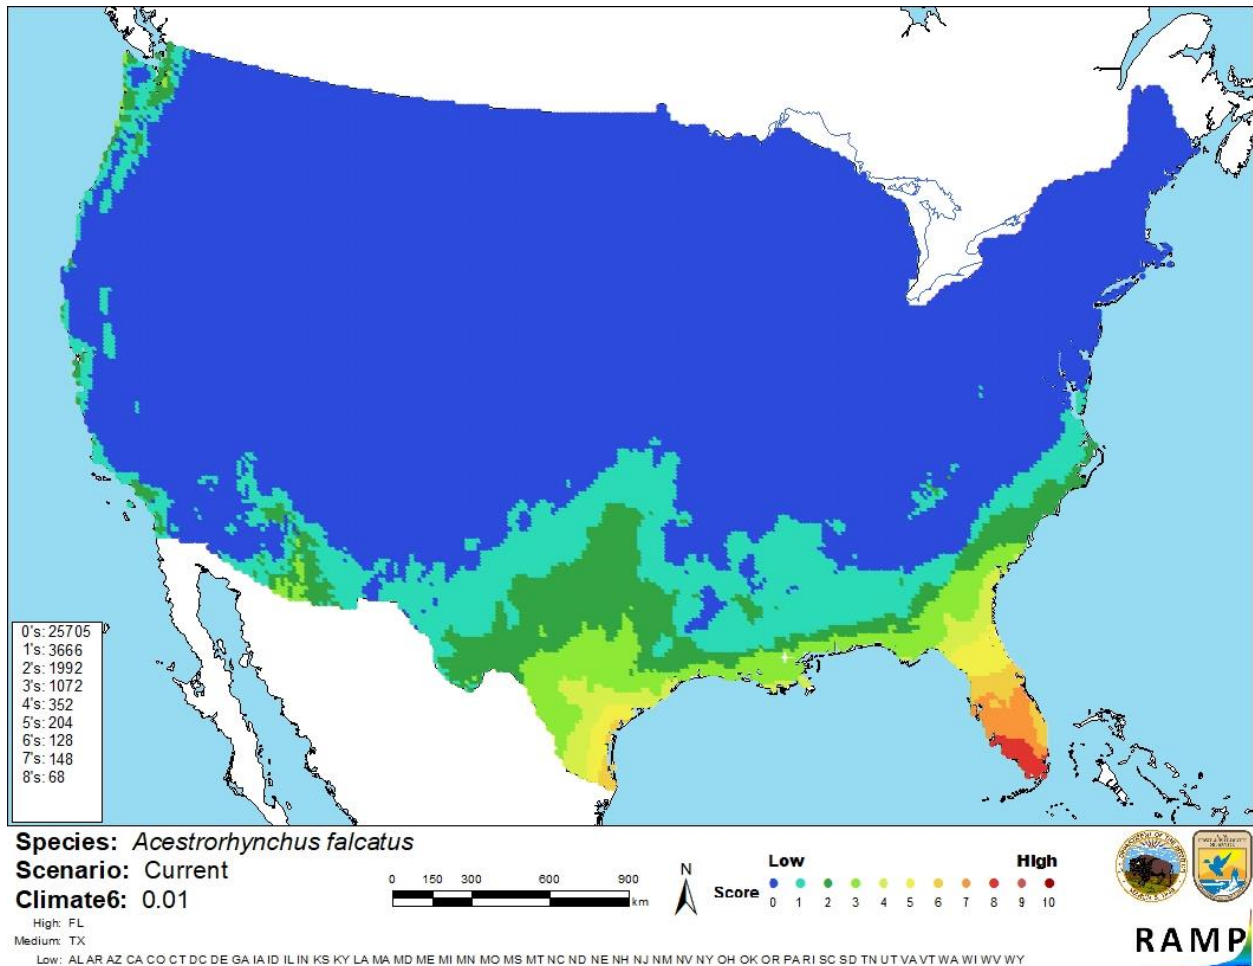 0's: 25705
1's: 3666
2's: 1992
3's: 1072
4's: 352
5's: 204
6's: 128
7's: 148
8's: 68
Species: Acestrorhynchus falcatus
Scenario: Current
Climate6: 0.01
High: FL
Medium: TX
Low: AL AR AZ CA CO CT DC DE GA IA ID IL IN KS KY LA MA MD ME MI MN MO MS MT NC ND NE NH NJ NM NV NY OH OK OR PA RI SC SD TN UT VA VT WA WI WV WY
0 150 300 600 900
km
N
Low High
Score
0 1 2 3 4 5 6 7 8 9 10
RAMP